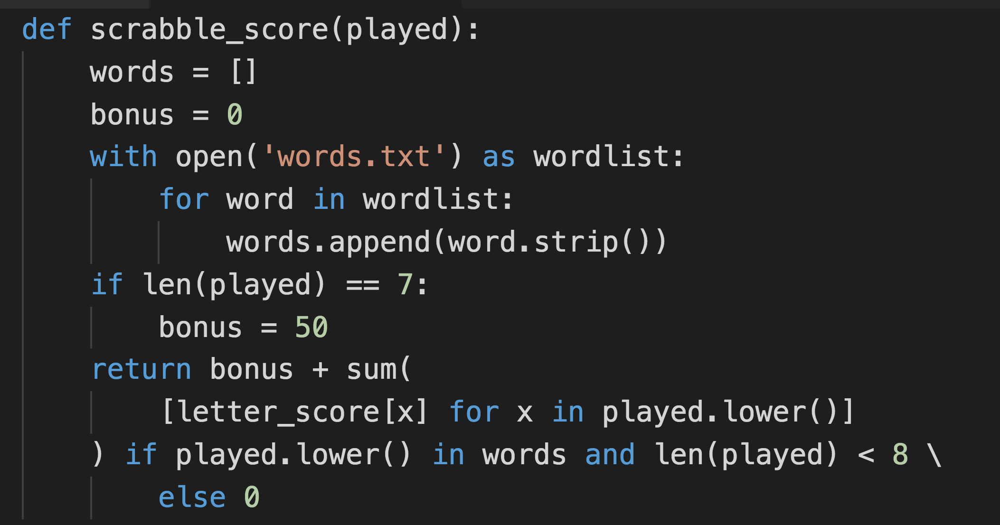 def scrabble_score(played):
    words = []
    bonus = 0
    with open('words.txt') as wordlist:
        for word in wordlist:
            words.append(word.strip())
    if len(played) == 7:
        bonus = 50
    return bonus + sum(
        [letter_score[x] for x in played.lower()]
    ) if played.lower() in words and len(played) < 8 \
        else 0